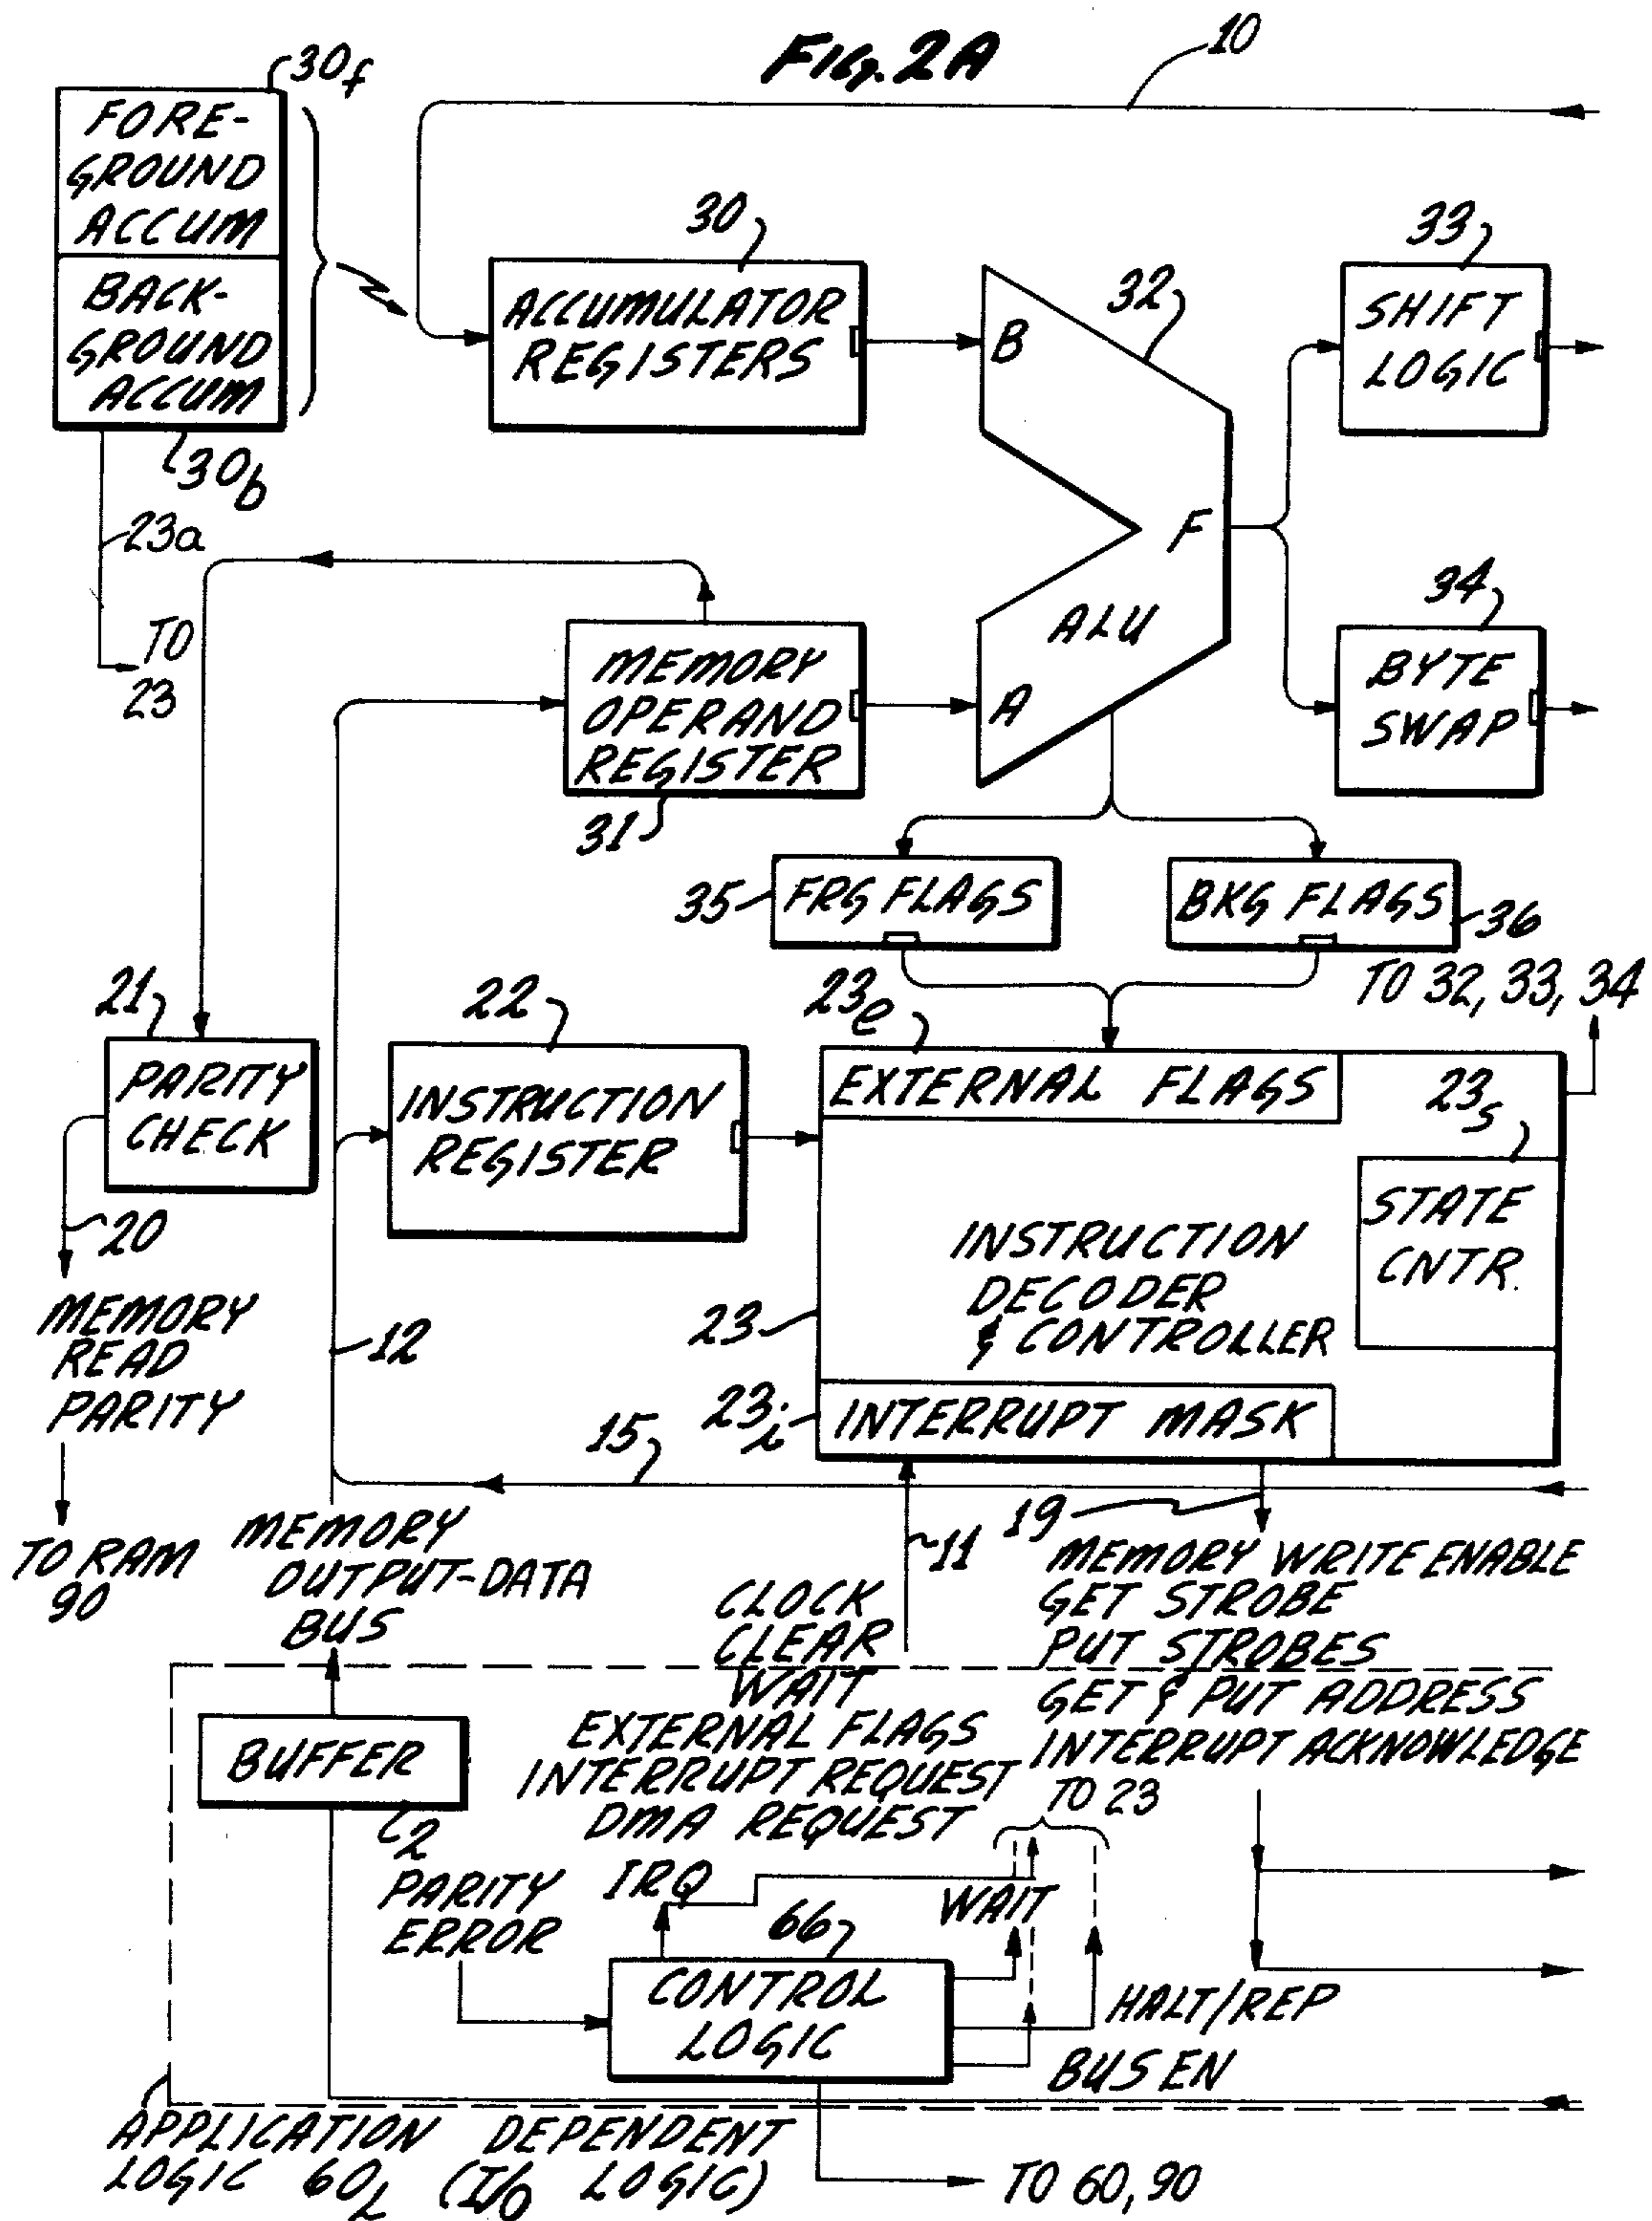 FIG. 2A
10
30f
FORE-
GROUND
ACCUM
BACK-
GROUND
ACCUM
30b
23a
TO
23
30
ACCUMULATOR
REGISTERS
B
32
F
ALU
A
33
SHIFT
LOGIC
34
BYTE
SWAP
MEMORY
OPERAND
REGISTER
31
35
FRG FLAGS
BKG FLAGS
36
TO 32, 33, 34
21
PARITY
CHECK
20
MEMORY
READ
PARITY
TO RAM
90
22
INSTRUCTION
REGISTER
23e
EXTERNAL FLAGS
23s
STATE
CNTR.
INSTRUCTION
DECODER
& CONTROLLER
23
23i
INTERRUPT MASK
12
15
19
11
MEMORY
OUTPUT-DATA
BUS
CLOCK
CLEAR
WAIT
EXTERNAL FLAGS
INTERRUPT REQUEST
DMA REQUEST
MEMORY WRITE ENABLE
GET STROBE
PUT STROBES
GET & PUT ADDRESS
INTERRUPT ACKNOWLEDGE
TO 23
BUFFER
2
PARITY
ERROR
IRQ
66
WAIT
CONTROL
LOGIC
HALT/REP
BUS EN
APPLICATION DEPENDENT
LOGIC 60L (I/O LOGIC)
TO 60, 90